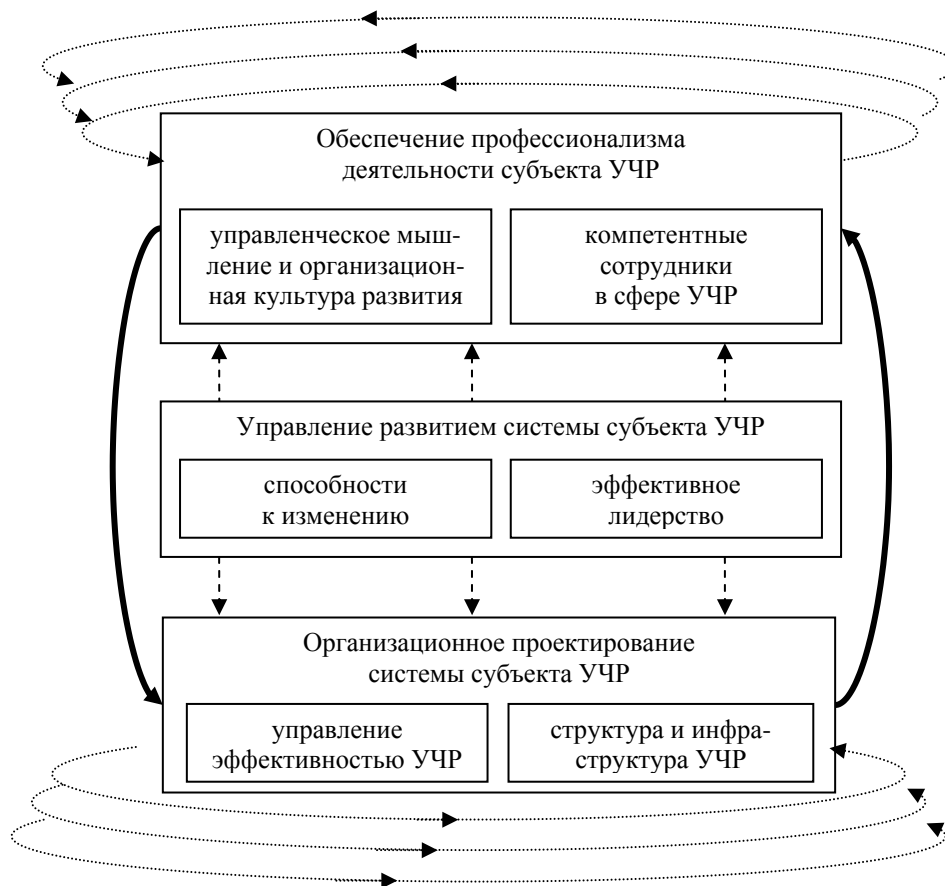 Обеспечение профессионализма
деятельности субъекта УЧР
управленческое мыш-
ление и организацион-
ная культура развития
компетентные
сотрудники
в сфере УЧР
Управление развитием системы субъекта УЧР
способности
к изменению
эффективное
лидерство
Организационное проектирование
системы субъекта УЧР
управление
эффективностью УЧР
структура и инфра-
структура УЧР